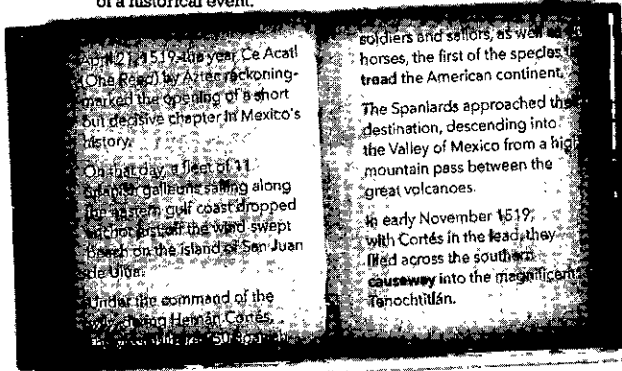 of a historical event.
April 21, 1519-the year Ce Acatl
(One Reed) by Aztec reckoning-
marked the opening of a short
but decisive chapter in Mexico's
history.
On that day, a fleet of 11
Spanish galleons sailing along
the eastern gulf coast dropped
anchor just off the wind-swept
beach on the island of San Juan
de Ulúa.
Under the command of the
Hernán Cortés,
soldiers and sailors, as well as
horses, the first of the species
tread the American continent.
The Spaniards approached
destination, descending into
the Valley of Mexico from a high
mountain pass between the
great volcanoes.
In early November 1519,
with Cortés in the lead, they
filed across the southern
causeway into the magnificent
Tenochtitlán.